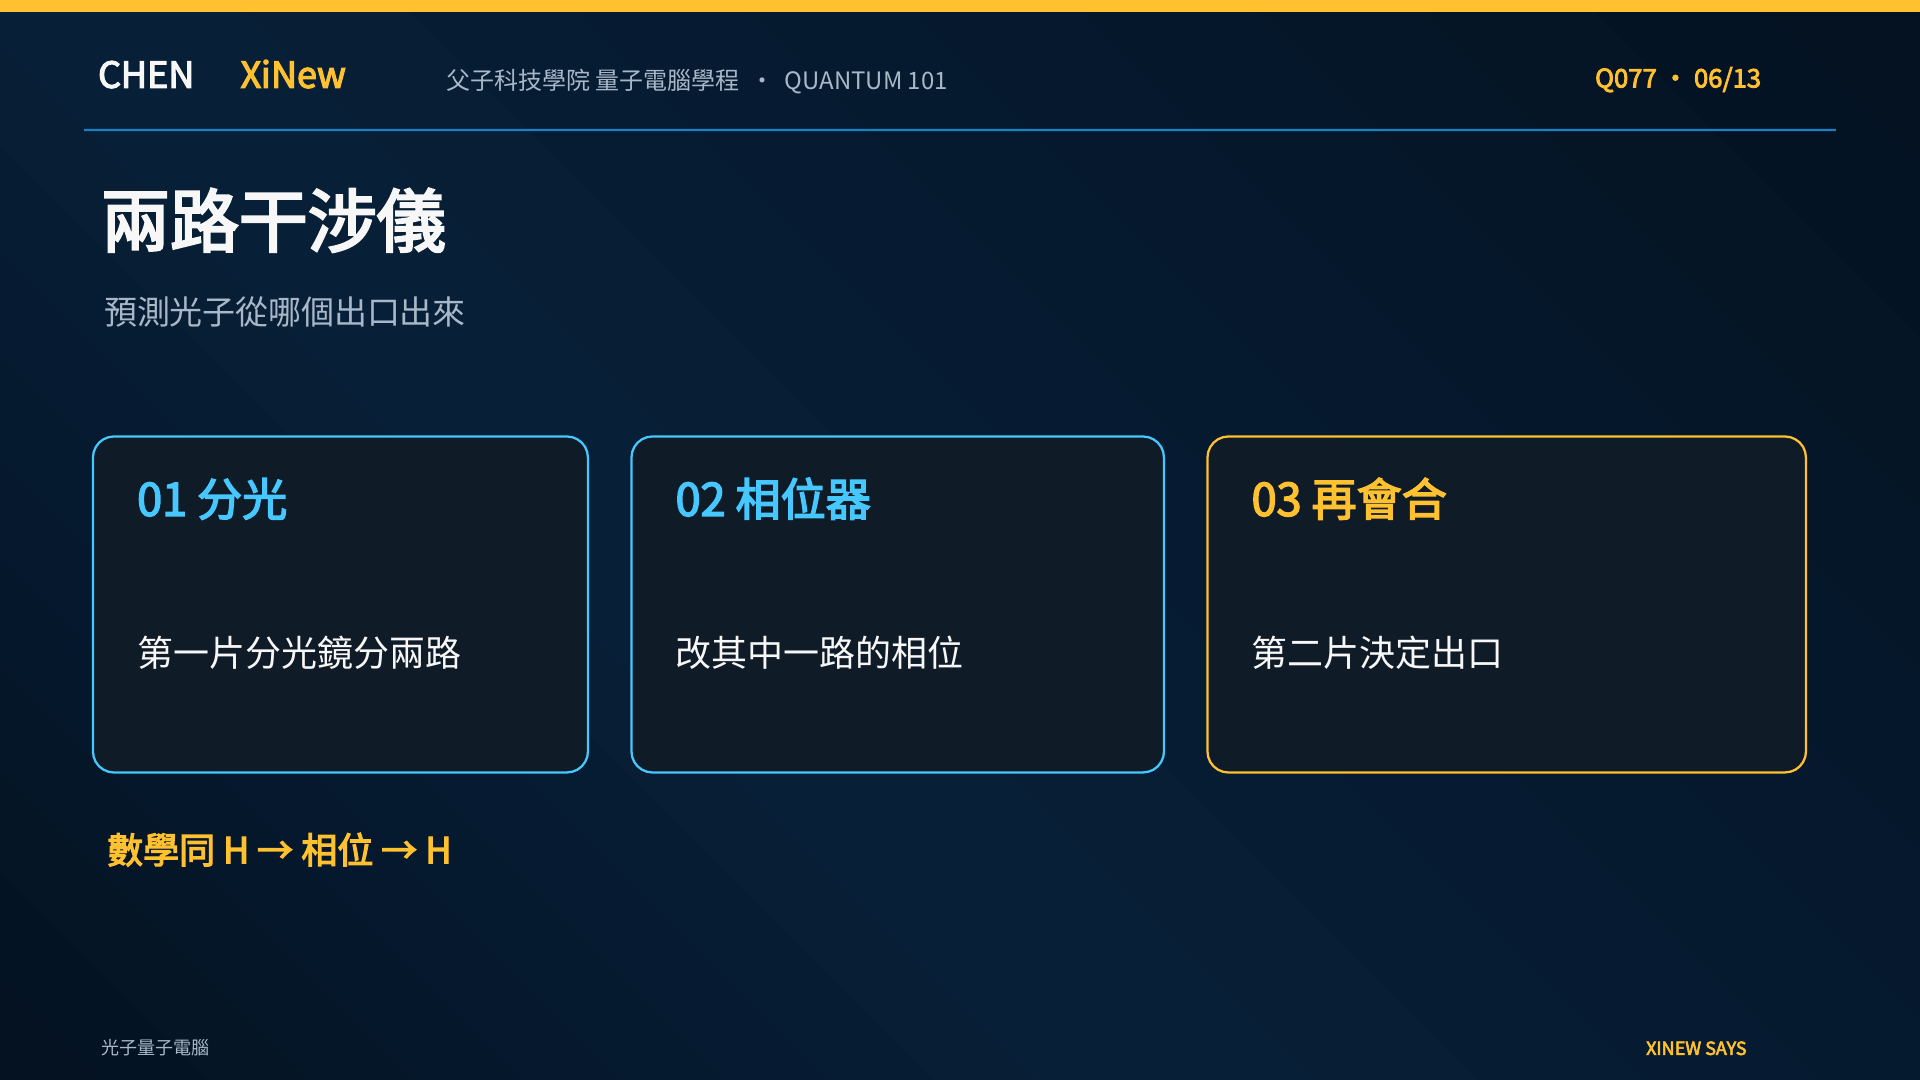 CHEN XiNew 父子科技學院 量子電腦學程 • QUANTUM 101 Q077 • 06/13
兩路干涉儀
預測光子從哪個出口出來
01 分光
第一片分光鏡分兩路
02 相位器
改其中一路的相位
03 再會合
第二片決定出口
數學同 H → 相位 → H
光子量子電腦 XINEW SAYS